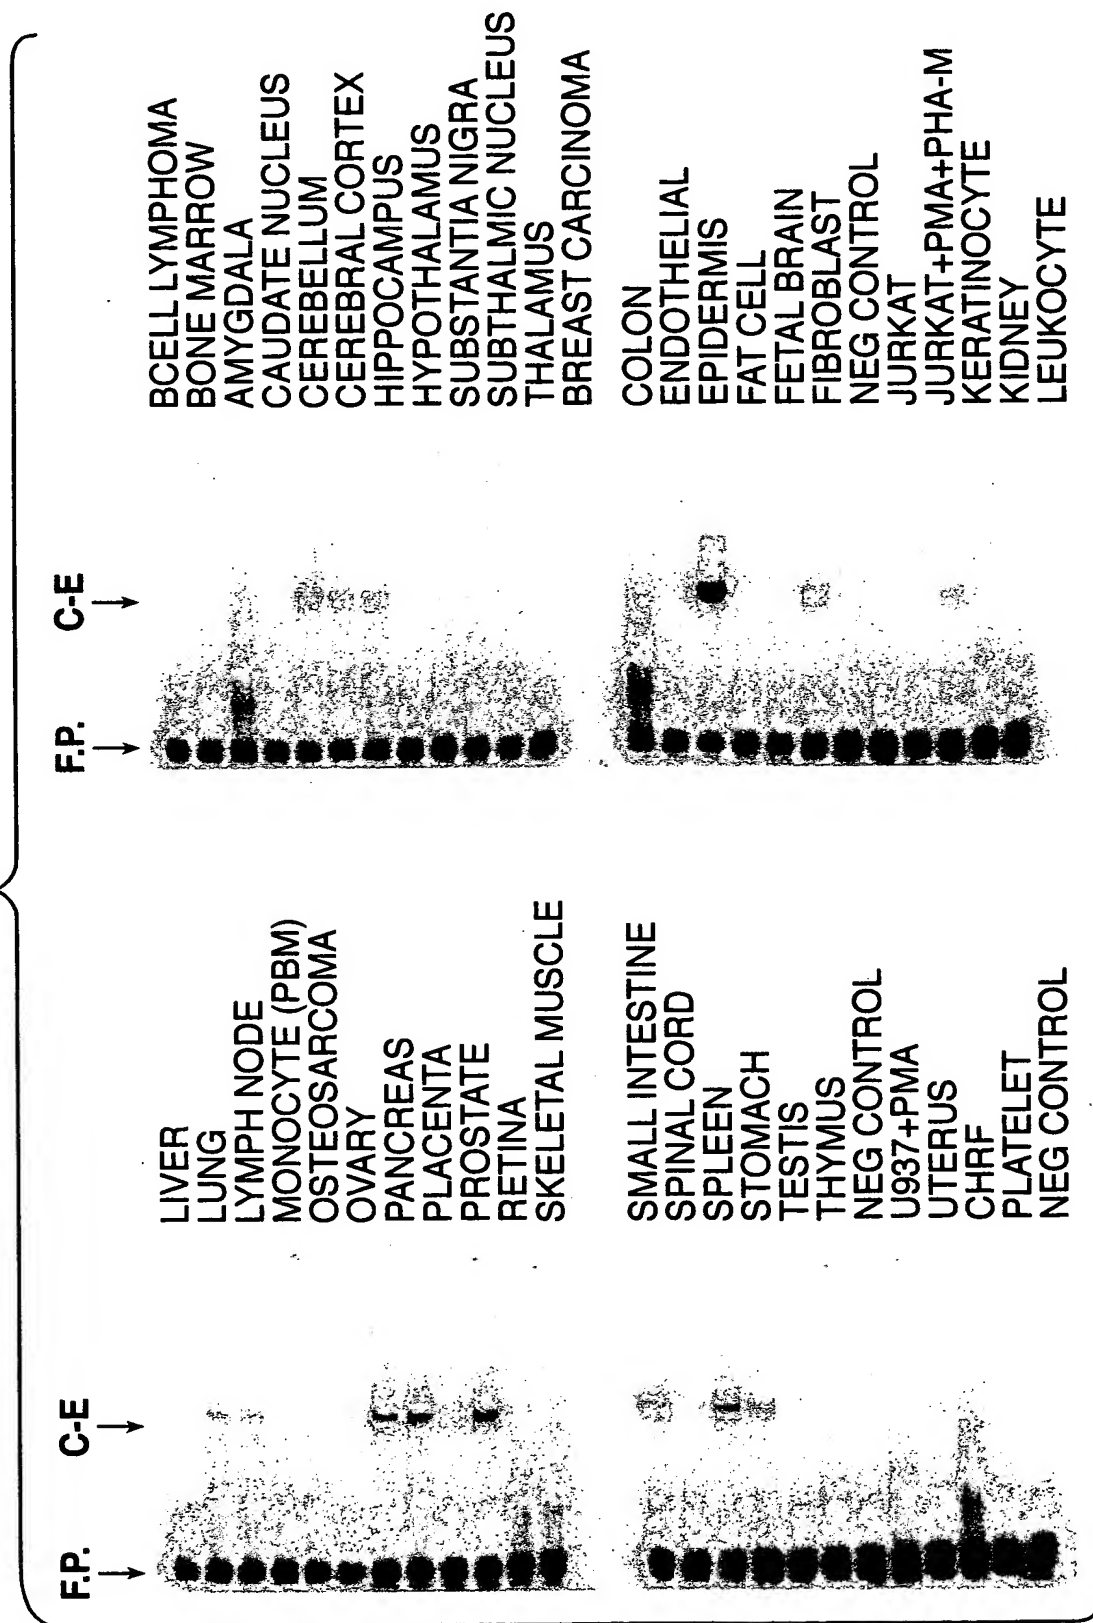 F.P.
C-E
BCELL LYMPHOMA
BONE MARROW
AMYGDALA
CAUDATE NUCLEUS
CEREBELLUM
CEREBRAL CORTEX
HIPPOCAMPUS
HYPOTHALAMUS
SUBSTANTIA NIGRA
SUBTHALMIC NUCLEUS
THALAMUS
BREAST CARCINOMA
COLON
ENDOTHELIAL
EPIDERMIS
FAT CELL
FETAL BRAIN
FIBROBLAST
NEG CONTROL
JURKAT
JURKAT+PMA+PHA-M
KERATINOCYTE
KIDNEY
LEUKOCYTE
F.P.
C-E
LIVER
LUNG
LYMPH NODE
MONOCYTE (PBM)
OSTEOSARCOMA
OVARY
PANCREAS
PLACENTA
PROSTATE
RETINA
SKELETAL MUSCLE
SMALL INTESTINE
SPINAL CORD
SPLEEN
STOMACH
TESTIS
THYMUS
NEG CONTROL
U937+PMA
UTERUS
CHRF
PLATELET
NEG CONTROL